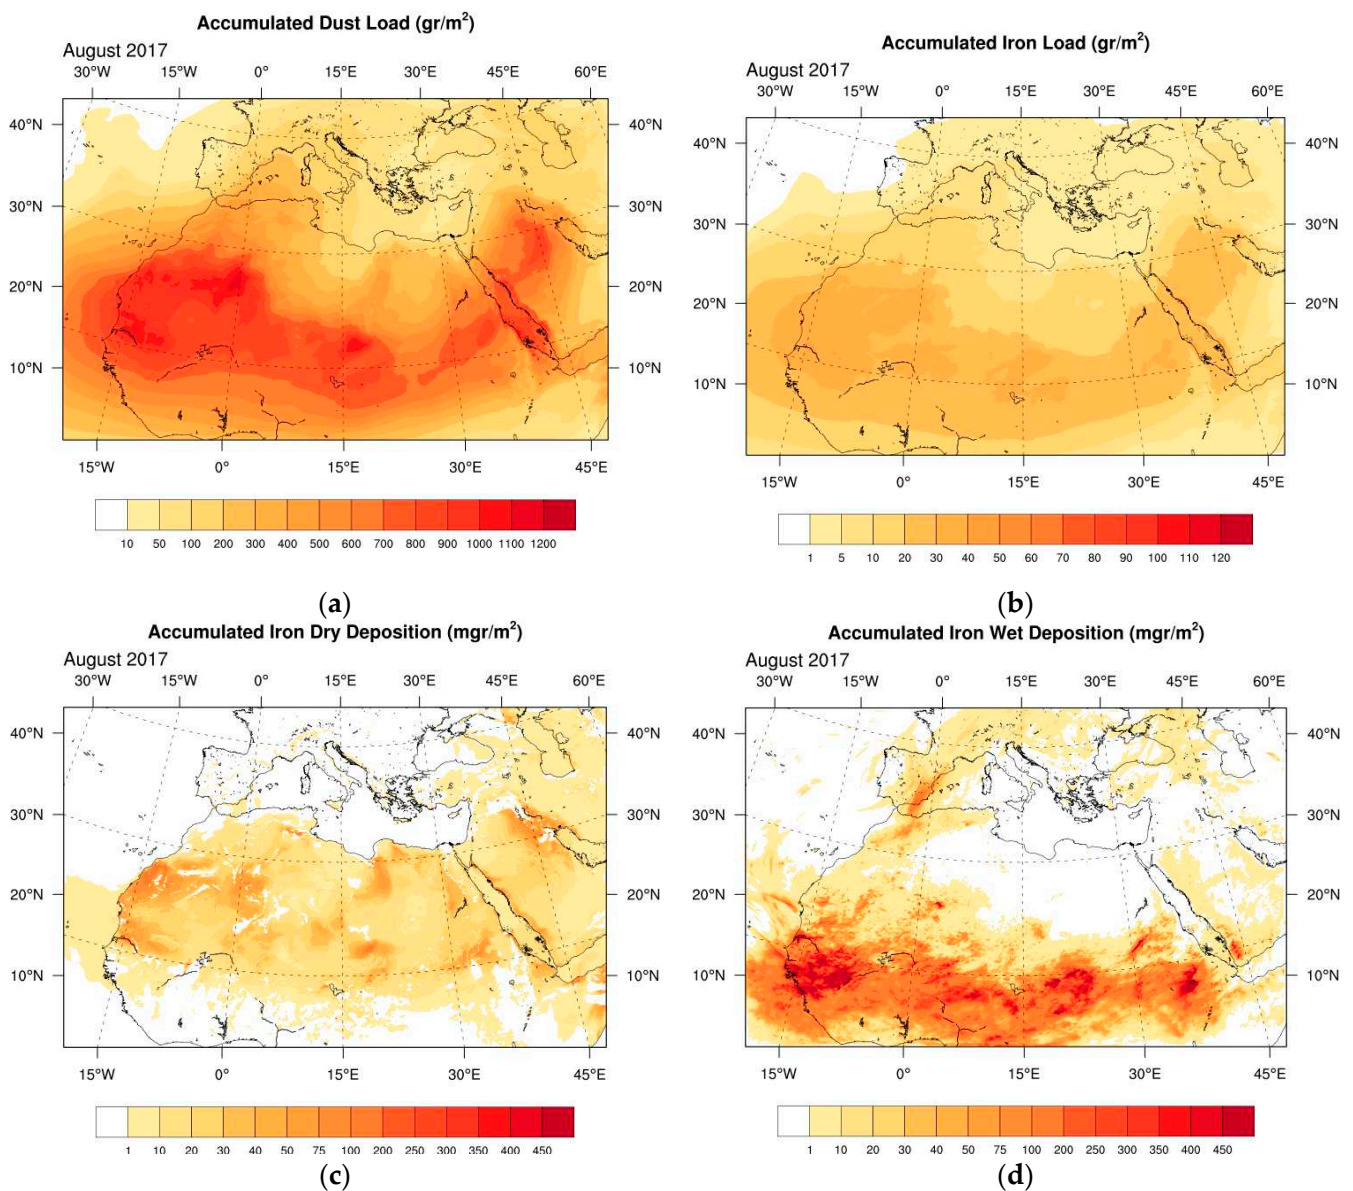 Accumulated Dust Load (gr/m²)
August 2017
30°W 15°W 0° 15°E 30°E 45°E 60°E
40°N
30°N
20°N
10°N
15°W 0° 15°E 30°E 45°E
10 50 100 200 300 400 500 600 700 800 900 1000 1100 1200
(a)
Accumulated Iron Load (gr/m²)
August 2017
30°W 15°W 0° 15°E 30°E 45°E 60°E
40°N 40°N
30°N 30°N
20°N 20°N
10°N 10°N
15°W 0° 15°E 30°E 45°E
1 5 10 20 30 40 50 60 70 80 90 100 110 120
(b)
Accumulated Iron Dry Deposition (mgr/m²)
August 2017
30°W 15°W 0° 15°E 30°E 45°E 60°E
40°N 40°N
30°N 30°N
20°N 20°N
10°N 10°N
15°W 0° 15°E 30°E 45°E
1 10 20 30 40 50 75 100 200 250 300 350 400 450
(c)
Accumulated Iron Wet Deposition (mgr/m²)
August 2017
30°W 15°W 0° 15°E 30°E 45°E 60°E
40°N 40°N
30°N 30°N
20°N 20°N
10°N 10°N
15°W 0° 15°E 30°E 45°E
1 10 20 30 40 50 75 100 200 250 300 350 400 450
(d)